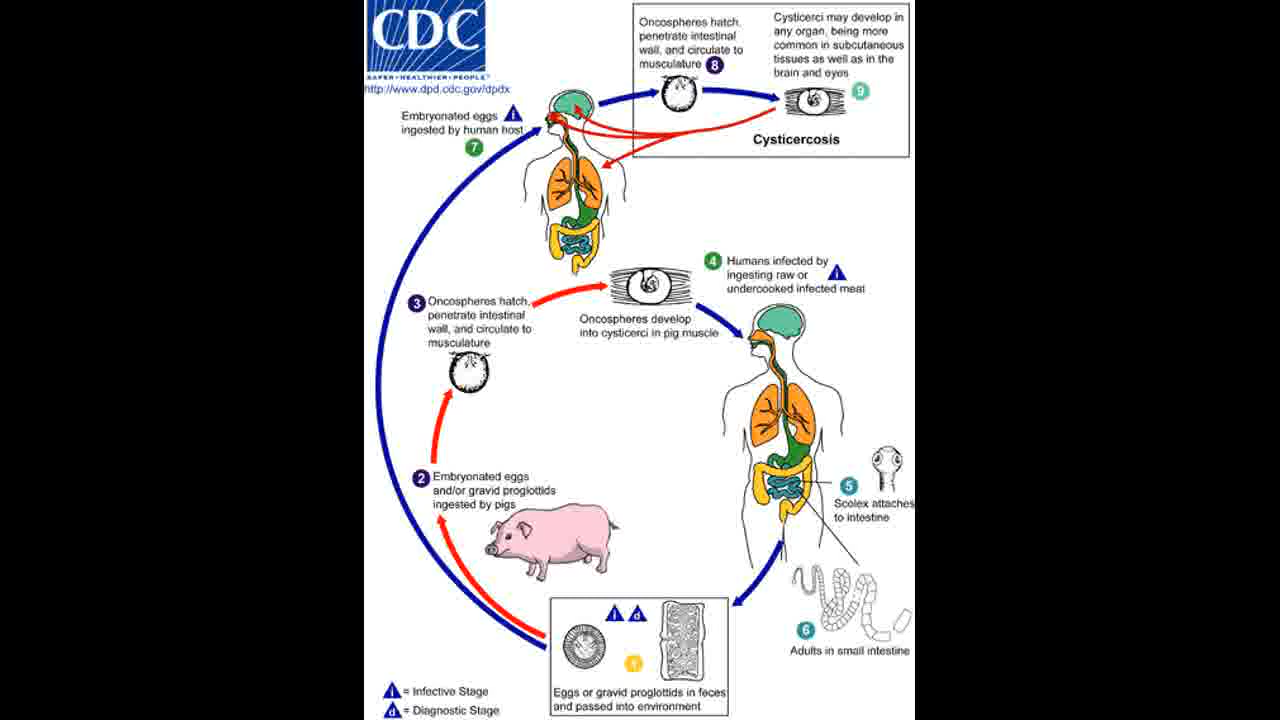 CDC
SAFER • HEALTHIER • PEOPLE™
http://www.dpd.cdc.gov/dpdx
Oncospheres hatch,
penetrate intestinal
wall, and circulate to
musculature 8
Cysticerci may develop in
any organ, being more
common in subcutaneous
tissues as well as in the
brain and eyes
9
Cysticercosis
Embryonated eggs i
ingested by human host
7
4 Humans infected by
ingesting raw or i
undercooked infected meat
3 Oncospheres hatch,
penetrate intestinal
wall, and circulate to
musculature
Oncospheres develop
into cysticerci in pig muscle
2 Embryonated eggs
and/or gravid proglottids
ingested by pigs
5
Scolex attaches
to intestine
6
Adults in small intestine
i d
1
Eggs or gravid proglottids in feces
and passed into environment
i = Infective Stage
d = Diagnostic Stage